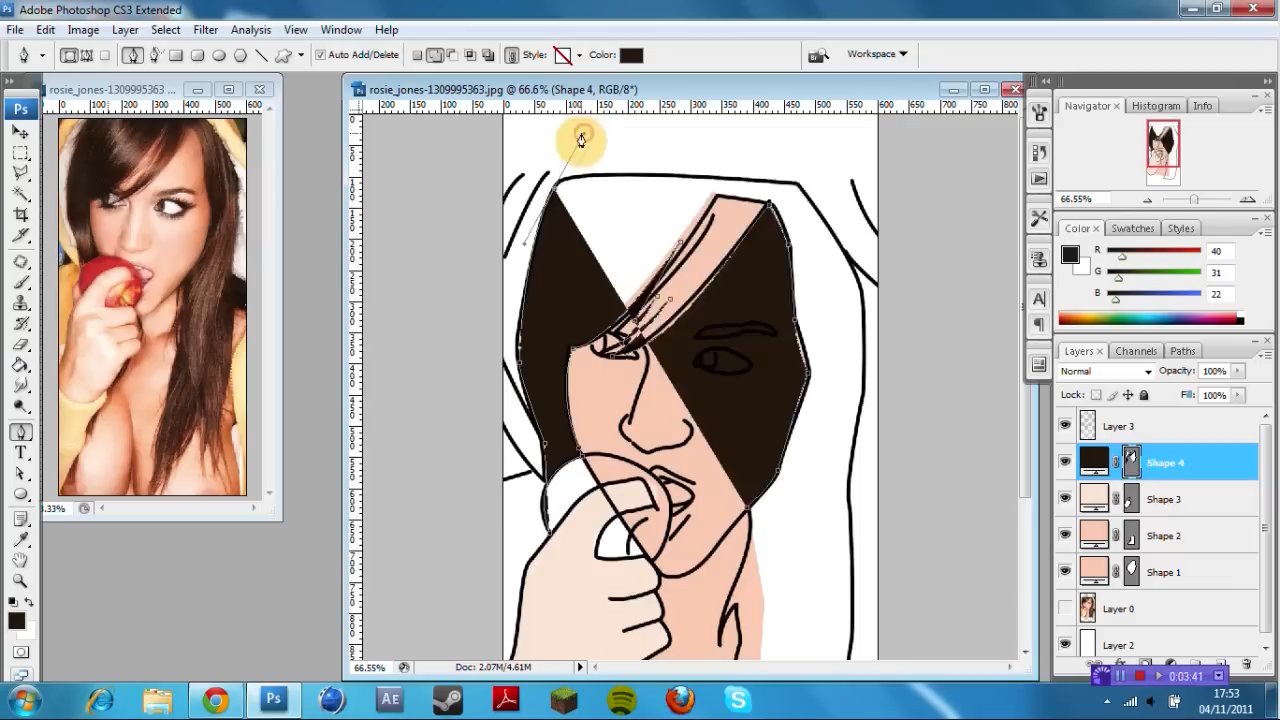 Ps Adobe Photoshop CS3 Extended
File Edit Image Layer Select Filter Analysis View Window Help
Auto Add/Delete Style: Color: Workspace
rosie_jones-1309995363 ...
rosie_jones-1309995363.jpg @ 66.6% (Shape 4, RGB/8*)
Navigator Histogram Info
66.55%
Color Swatches Styles
R 40
G 31
B 22
Layers Channels Paths
Normal Opacity: 100%
Lock: Fill: 100%
Layer 3
Shape 4
Shape 3
Shape 2
Shape 1
Layer 0
Layer 2
66.55% Doc: 2.07M/4.61M
03:03:41
17:53
04/11/2011